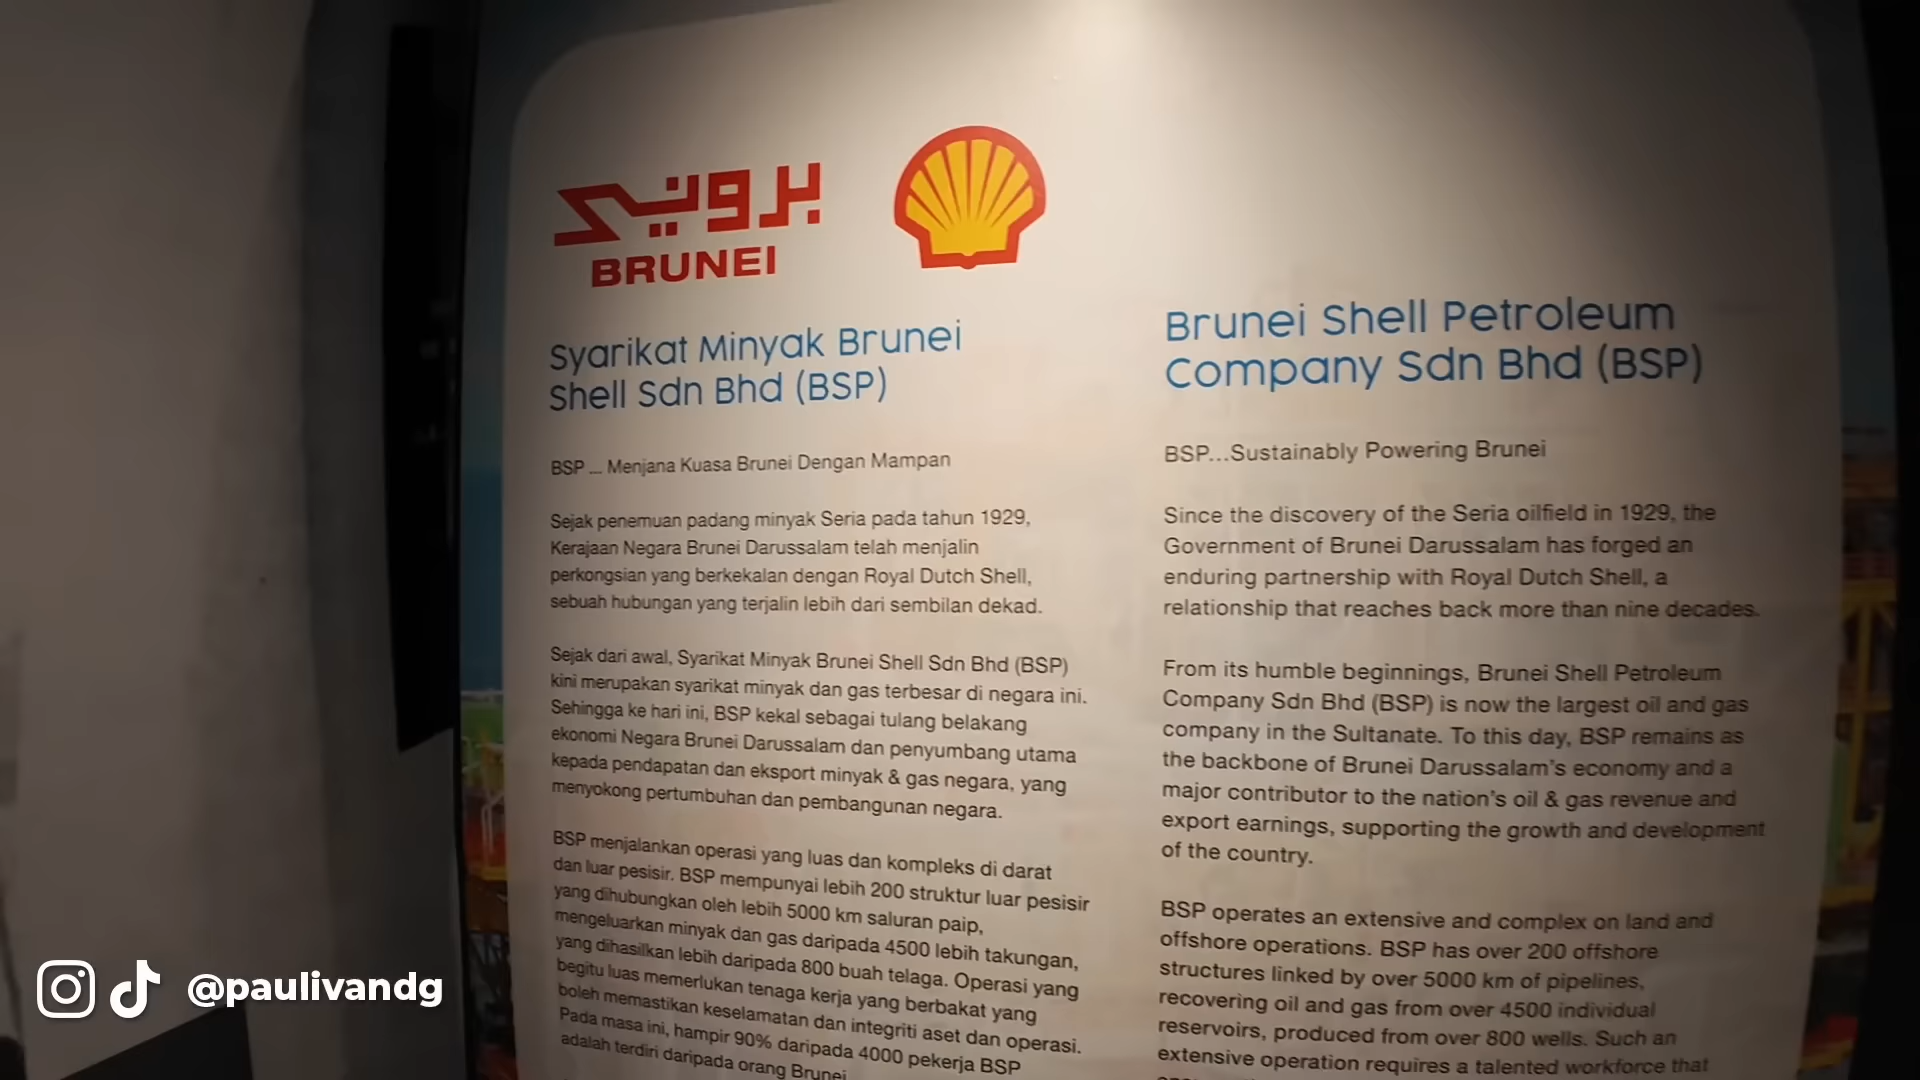 بروني
BRUNEI
Syarikat Minyak Brunei
Shell Sdn Bhd (BSP)
BSP ... Menjana Kuasa Brunei Dengan Mampan
Sejak penemuan padang minyak Seria pada tahun 1929,
Kerajaan Negara Brunei Darussalam telah menjalin
perkongsian yang berkekalan dengan Royal Dutch Shell,
sebuah hubungan yang terjalin lebih dari sembilan dekad.
Sejak dari awal, Syarikat Minyak Brunei Shell Sdn Bhd (BSP)
kini merupakan syarikat minyak dan gas terbesar di negara ini.
Sehingga ke hari ini, BSP kekal sebagai tulang belakang
ekonomi Negara Brunei Darussalam dan penyumbang utama
kepada pendapatan dan eksport minyak & gas negara, yang
menyokong pertumbuhan dan pembangunan negara.
BSP menjalankan operasi yang luas dan kompleks di darat
dan luar pesisir. BSP mempunyai lebih 200 struktur luar pesisir
yang dihubungkan oleh lebih 5000 km saluran paip,
mengeluarkan minyak dan gas daripada 4500 lebih takungan,
yang dihasilkan lebih daripada 800 buah telaga. Operasi yang
begitu luas memerlukan tenaga kerja yang berbakat yang
boleh memastikan keselamatan dan integriti aset dan operasi.
Pada masa ini, hampir 90% daripada 4000 pekerja BSP
adalah terdiri daripada orang Brunei
Brunei Shell Petroleum
Company Sdn Bhd (BSP)
BSP...Sustainably Powering Brunei
Since the discovery of the Seria oilfield in 1929, the
Government of Brunei Darussalam has forged an
enduring partnership with Royal Dutch Shell, a
relationship that reaches back more than nine decades.
From its humble beginnings, Brunei Shell Petroleum
Company Sdn Bhd (BSP) is now the largest oil and gas
company in the Sultanate. To this day, BSP remains as
the backbone of Brunei Darussalam's economy and a
major contributor to the nation's oil & gas revenue and
export earnings, supporting the growth and development
of the country.
BSP operates an extensive and complex on land and
offshore operations. BSP has over 200 offshore
structures linked by over 5000 km of pipelines,
recovering oil and gas from over 4500 individual
reservoirs, produced from over 800 wells. Such an
extensive operation requires a talented workforce that
@paulivandg